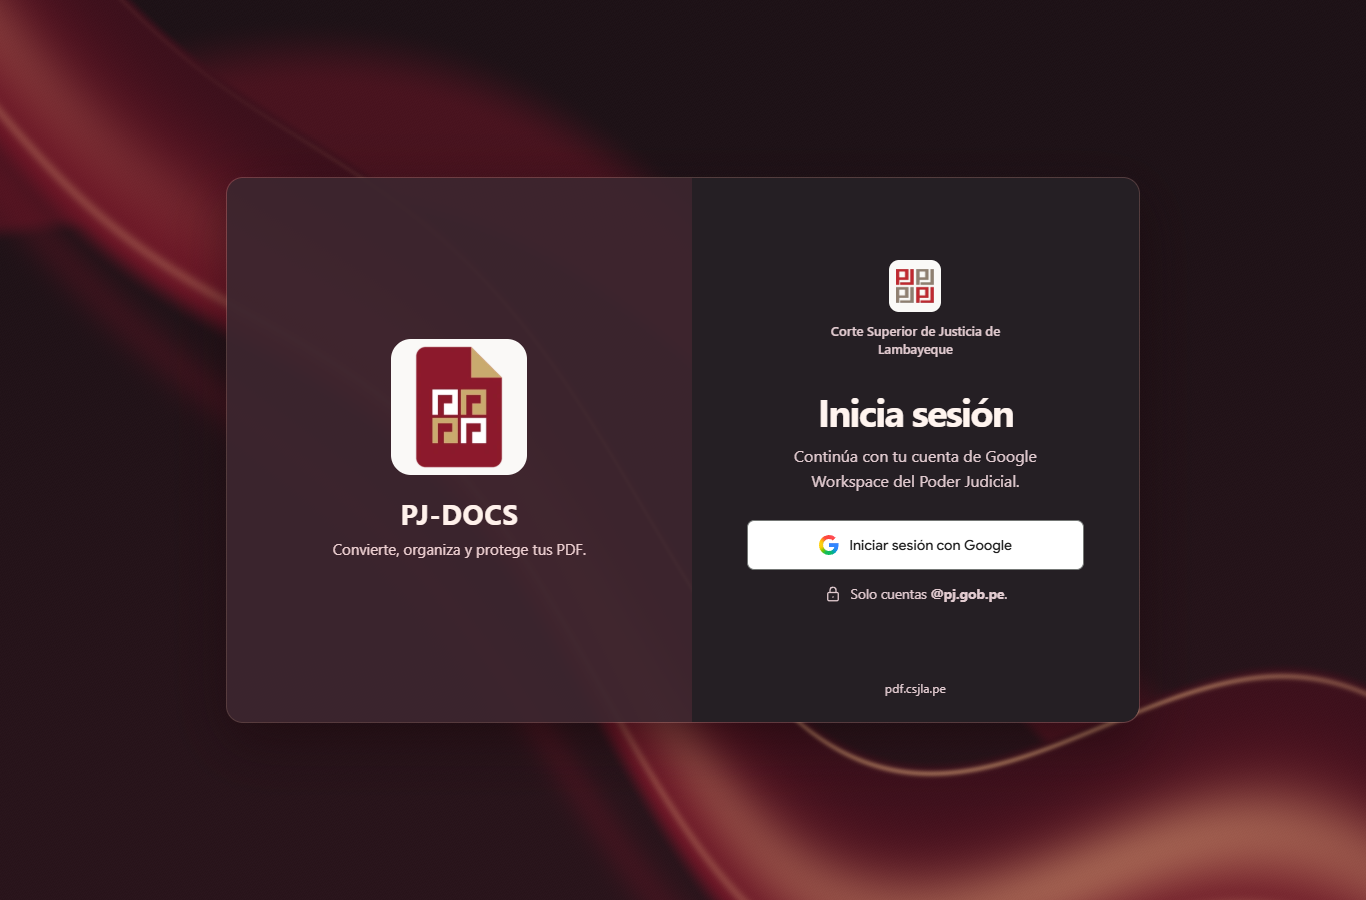 PJ-DOCS
Convierte, organiza y protege tus PDF.
Corte Superior de Justicia de
Lambayeque
Inicia sesión
Continúa con tu cuenta de Google
Workspace del Poder Judicial.
Iniciar sesión con Google
Solo cuentas @pj.gob.pe.
pdf.csjla.pe